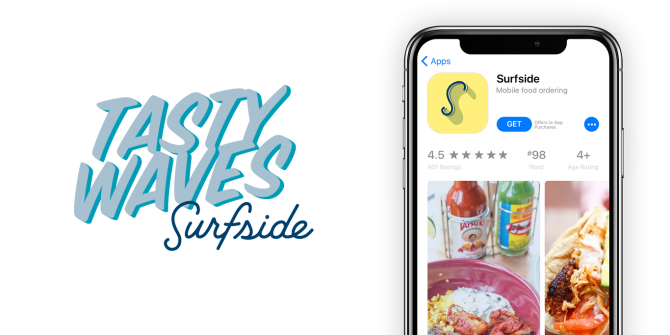 TASTY
WAVES
Surfside
Apps
Surfside
Mobile food ordering
GET
Offers In-App
Purchases
4.5 ★★★★★
#98
4+
401 Ratings
Word
Age Rating
TAPATIO